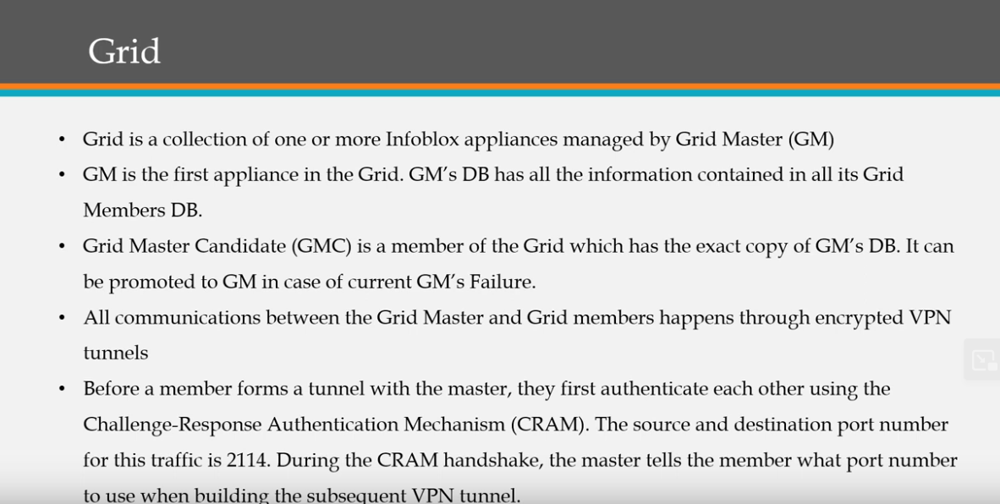 Grid
• Grid is a collection of one or more Infoblox appliances managed by Grid Master (GM)
• GM is the first appliance in the Grid. GM's DB has all the information contained in all its Grid
Members DB.
• Grid Master Candidate (GMC) is a member of the Grid which has the exact copy of GM's DB. It can
be promoted to GM in case of current GM's Failure.
• All communications between the Grid Master and Grid members happens through encrypted VPN
tunnels
• Before a member forms a tunnel with the master, they first authenticate each other using the
Challenge-Response Authentication Mechanism (CRAM). The source and destination port number
for this traffic is 2114. During the CRAM handshake, the master tells the member what port number
to use when building the subsequent VPN tunnel.